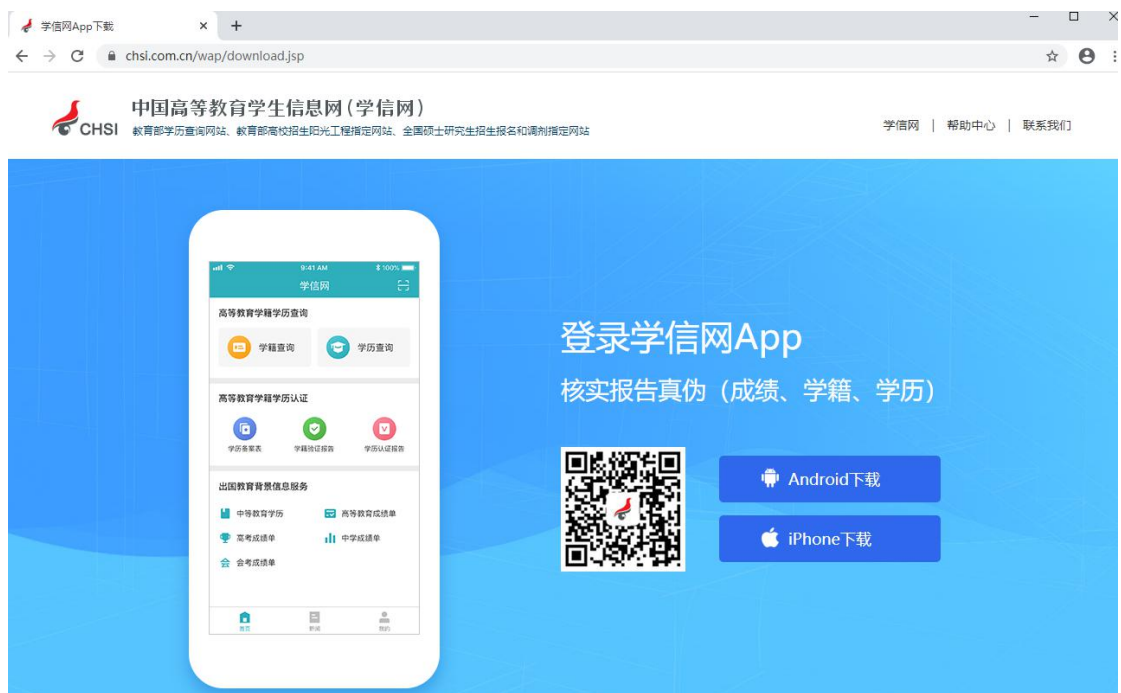 学信网App下载
chsi.com.cn/wap/download.jsp
中国高等教育学生信息网(学信网)
CHSI
教育部学历查询网站、教育部高校招生阳光工程指定网站、全国硕士研究生招生报名和调剂指定网站
学信网 | 帮助中心 | 联系我们
9:41 AM 100%
学信网
高等教育学籍学历查询
学籍查询 学历查询
高等教育学籍学历认证
学历备案表 学籍验证报告 学历认证报告
出国教育背景信息服务
中等教育学历 高等教育成绩单
高考成绩单 中学成绩单
会考成绩单
首页 新闻 我的
登录学信网App
核实报告真伪（成绩、学籍、学历）
Android下载
iPhone下载